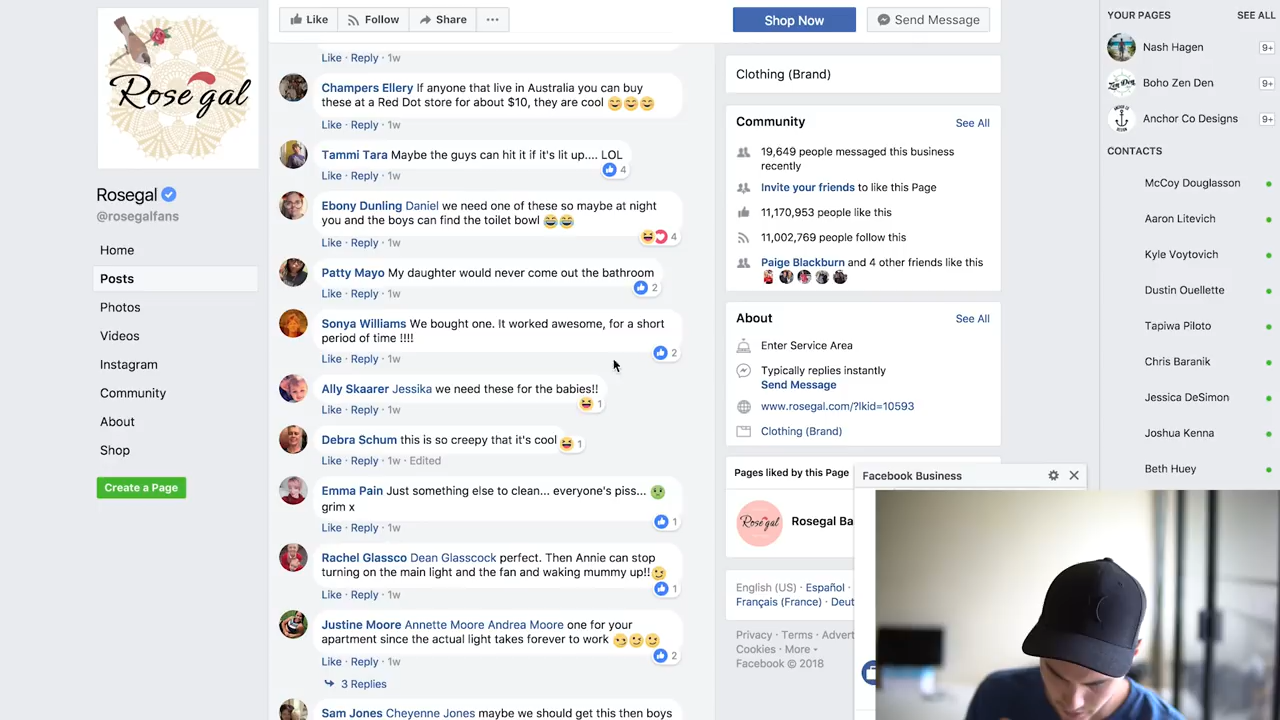 Like
Follow
Share
Shop Now
Send Message
Rose gal
Rosegal
@rosegalfans
Home
Posts
Photos
Videos
Instagram
Community
About
Shop
Create a Page
Like · Reply · 1w
Champers Ellery If anyone that live in Australia you can buy
these at a Red Dot store for about $10, they are cool 😄😄😄
Like · Reply · 1w
Tammi Tara Maybe the guys can hit it if it's lit up.... LOL
4
Like · Reply · 1w
Ebony Dunling Daniel we need one of these so maybe at night
you and the boys can find the toilet bowl 😂😂
4
Like · Reply · 1w
Patty Mayo My daughter would never come out the bathroom
2
Like · Reply · 1w
Sonya Williams We bought one. It worked awesome, for a short
period of time !!!!
2
Like · Reply · 1w
Ally Skaarer Jessika we need these for the babies!!
1
Like · Reply · 1w
Debra Schum this is so creepy that it's cool
1
Like · Reply · 1w · Edited
Emma Pain Just something else to clean... everyone's piss... 🤢
grim x
1
Like · Reply · 1w
Rachel Glassco Dean Glasscock perfect. Then Annie can stop
turning on the main light and the fan and waking mummy up!!😉
1
Like · Reply · 1w
Justine Moore Annette Moore Andrea Moore one for your
apartment since the actual light takes forever to work 😏😄😄
2
Like · Reply · 1w
3 Replies
Sam Jones Cheyenne Jones maybe we should get this then boys
Clothing (Brand)
Community
See All
19,649 people messaged this business
recently
Invite your friends to like this Page
11,170,953 people like this
11,002,769 people follow this
Paige Blackburn and 4 other friends like this
About
See All
Enter Service Area
Typically replies instantly
Send Message
www.rosegal.com/?lkid=10593
Clothing (Brand)
Pages liked by this Page
Rose gal
Rosegal Ba
English (US) · Español ·
Français (France) · Deut
Privacy · Terms · Advert
Cookies · More
Facebook © 2018
Facebook Business
YOUR PAGES
SEE ALL
Nash Hagen
9+
Boho Zen Den
9+
Anchor Co Designs
9+
CONTACTS
McCoy Douglasson
Aaron Litevich
Kyle Voytovich
Dustin Ouellette
Tapiwa Piloto
Chris Baranik
Jessica DeSimon
Joshua Kenna
Beth Huey